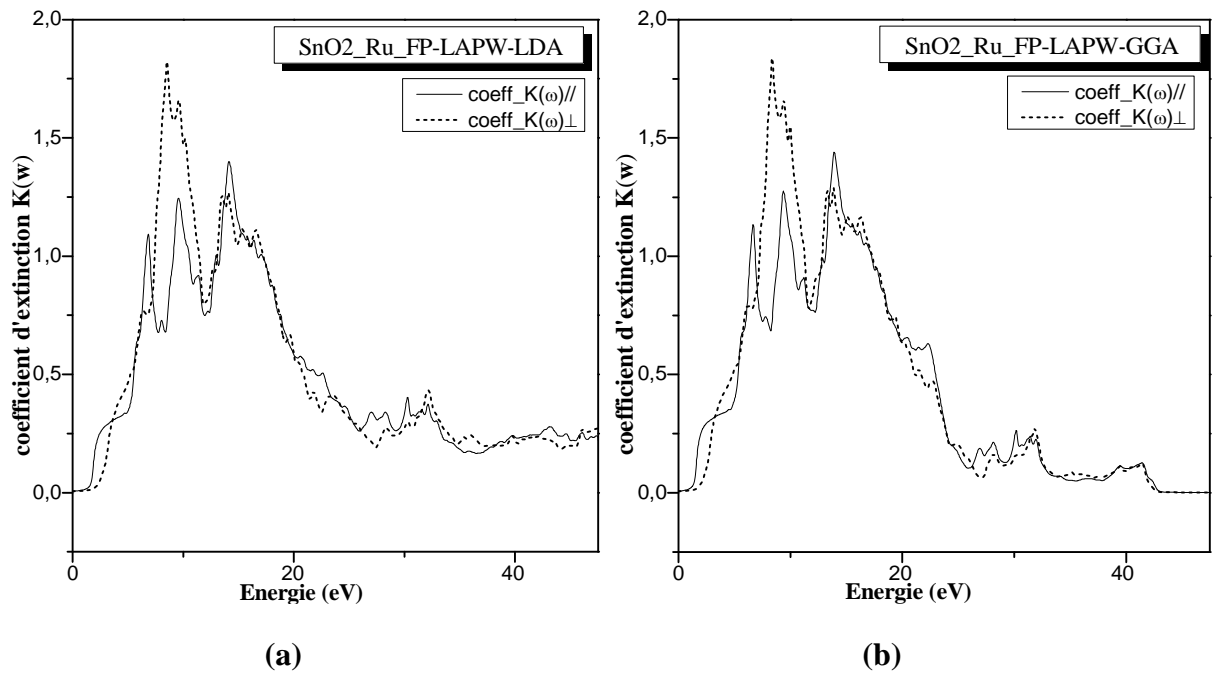 2,0
1,5
1,0
0,5
0,0
coefficient d'extinction K(w)
SnO2_Ru_FP-LAPW-LDA
coeff_K(ω)//
coeff_K(ω)⊥
0 20 40
Energie (eV)
(a)
2,0
1,5
1,0
0,5
0,0
coefficient d'extinction K(w)
SnO2_Ru_FP-LAPW-GGA
coeff_K(ω)//
coeff_K(ω)⊥
0 10 20 30 40
Energie (eV)
(b)